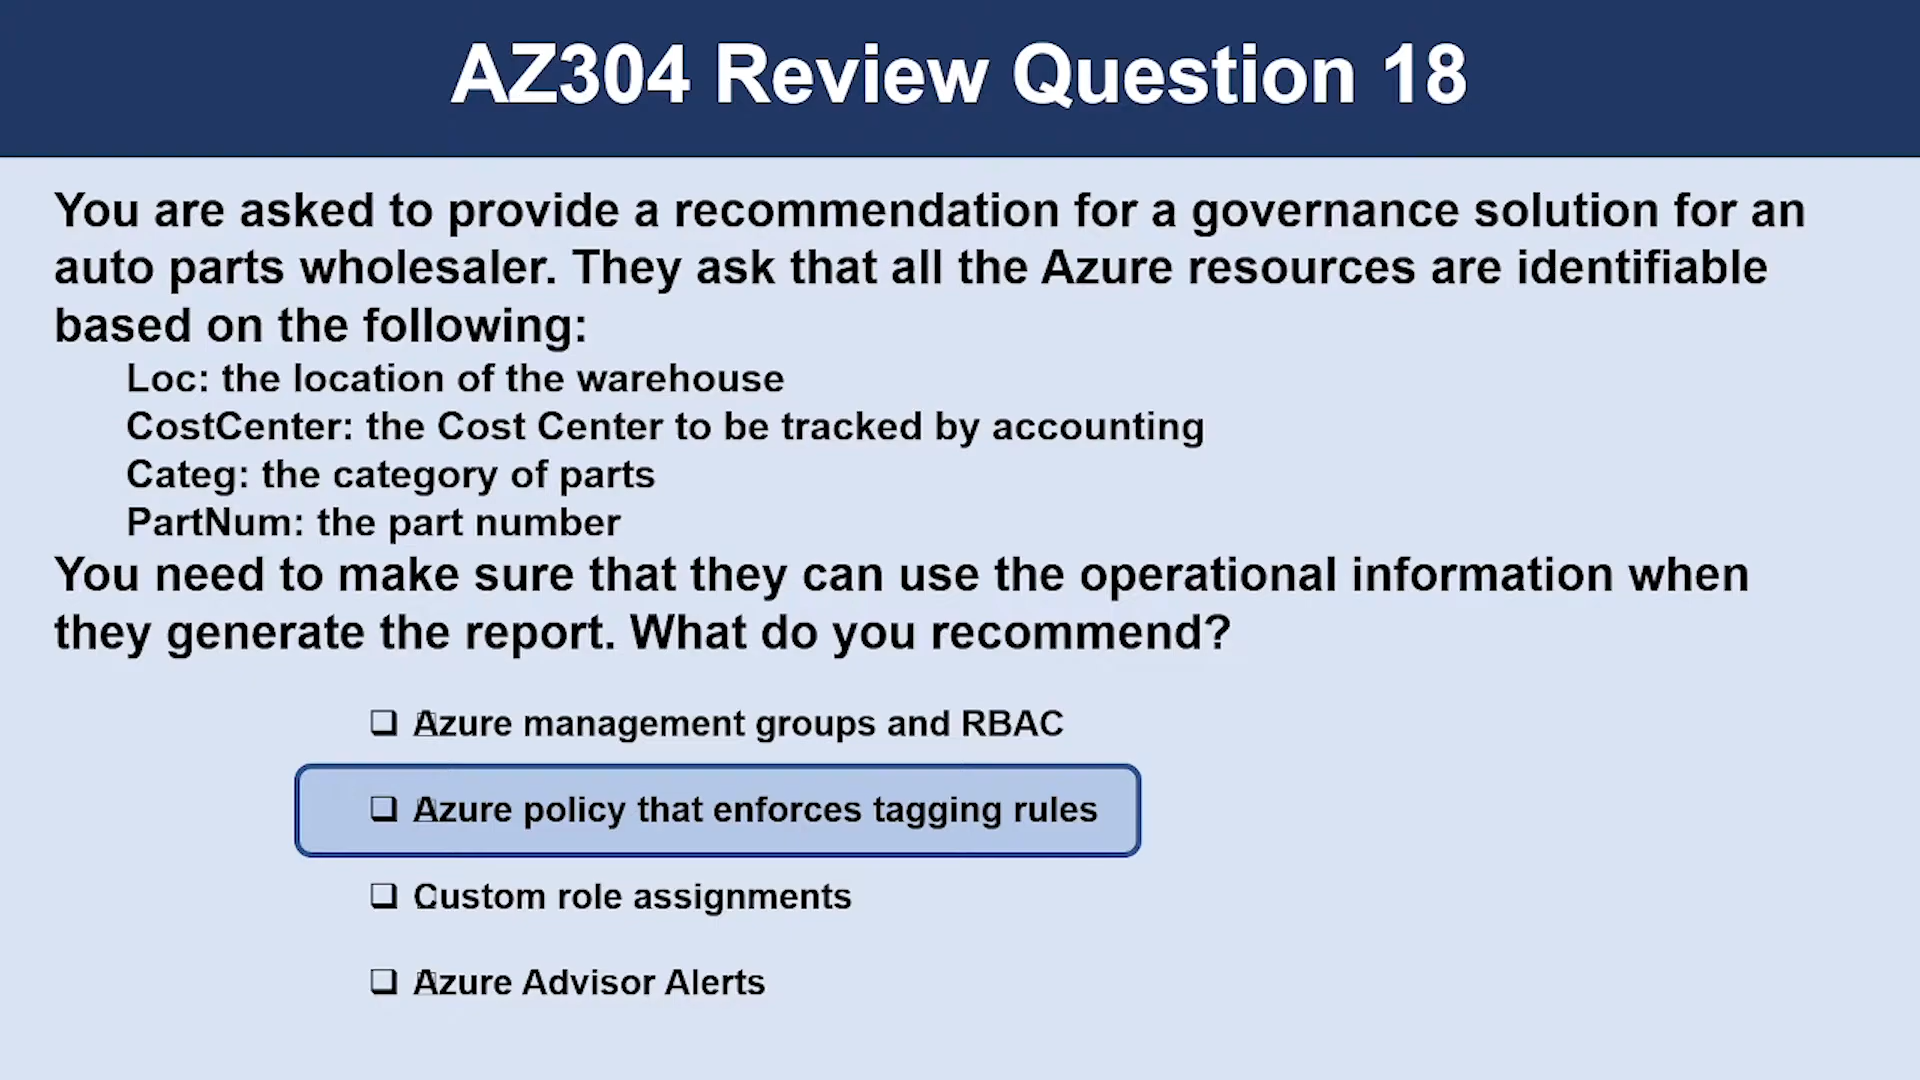 AZ304 Review Question 18
You are asked to provide a recommendation for a governance solution for an
auto parts wholesaler. They ask that all the Azure resources are identifiable
based on the following:
Loc: the location of the warehouse
CostCenter: the Cost Center to be tracked by accounting
Categ: the category of parts
PartNum: the part number
You need to make sure that they can use the operational information when
they generate the report. What do you recommend?
❑ Azure management groups and RBAC
❑ Azure policy that enforces tagging rules
❑ Custom role assignments
❑ Azure Advisor Alerts